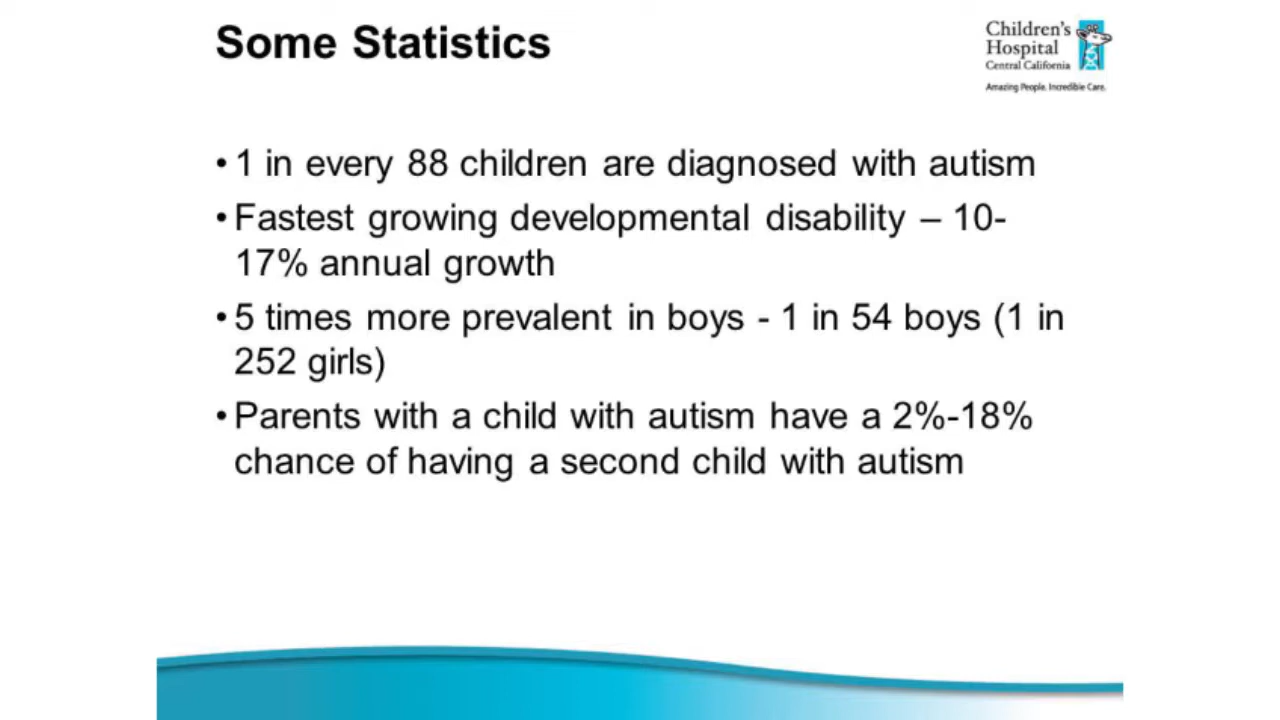 Some Statistics
Children's
Hospital
Central California
Amazing People. Incredible Care.
• 1 in every 88 children are diagnosed with autism
• Fastest growing developmental disability – 10-
17% annual growth
• 5 times more prevalent in boys - 1 in 54 boys (1 in
252 girls)
• Parents with a child with autism have a 2%-18%
chance of having a second child with autism